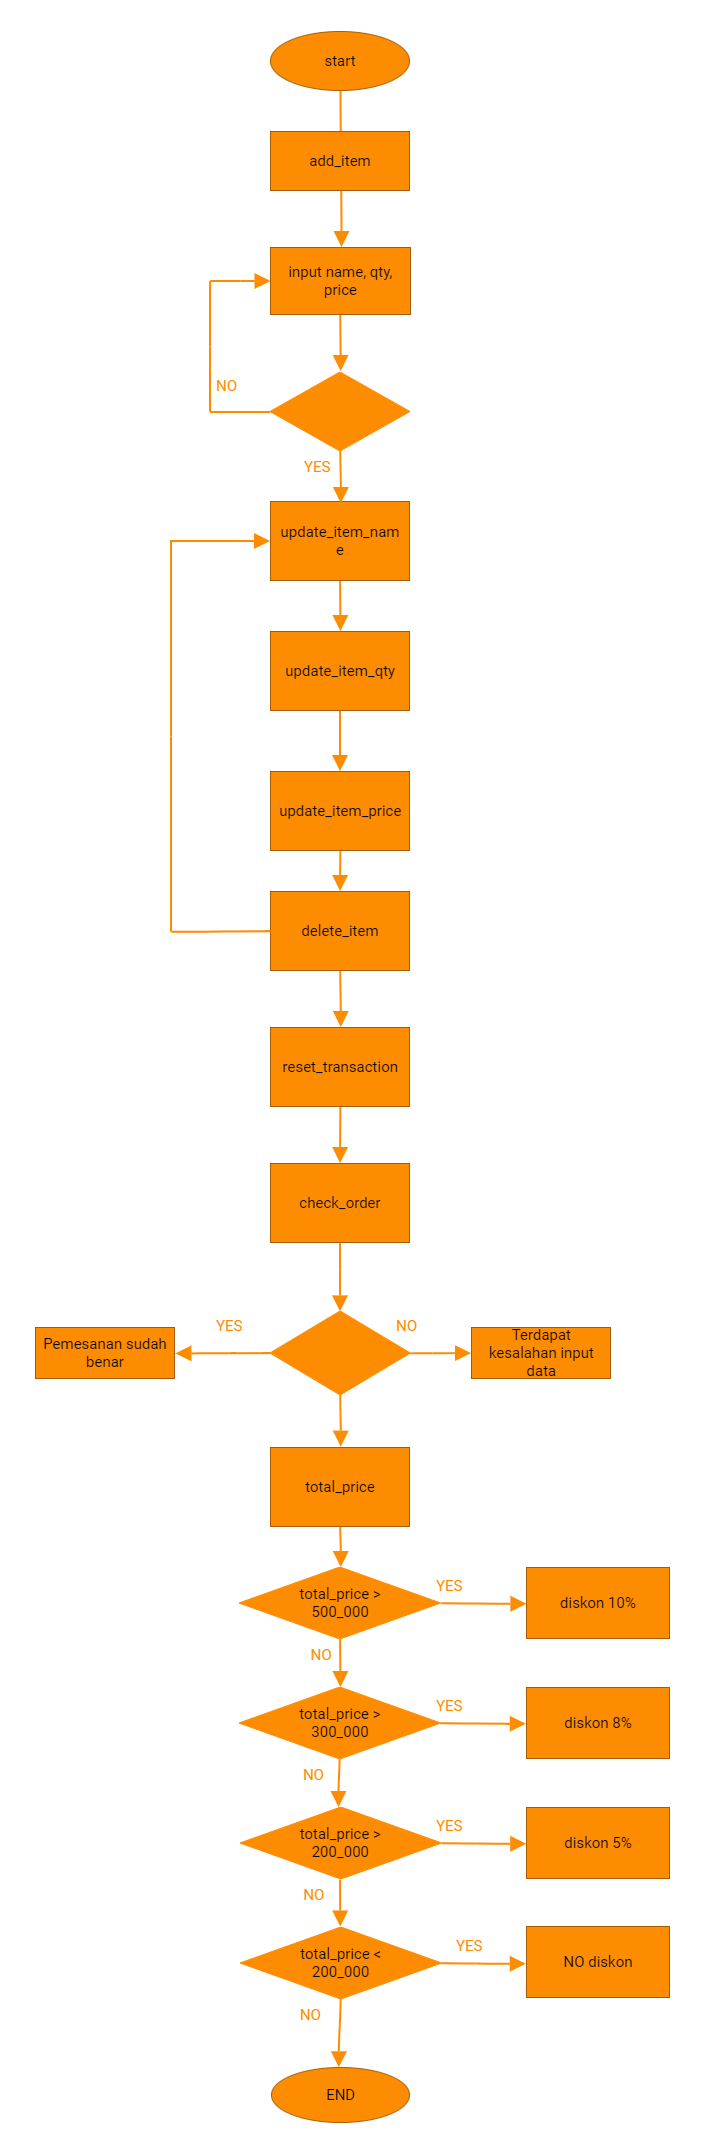 start
add_item
input name, qty,
price
NO
YES
update_item_nam
e
update_item_qty
update_item_price
delete_item
reset_transaction
check_order
YES
NO
Pemesanan sudah
benar
Terdapat
kesalahan input
data
total_price
total_price >
500_000
YES
diskon 10%
NO
total_price >
300_000
YES
diskon 8%
NO
total_price >
200_000
YES
diskon 5%
NO
total_price <
200_000
YES
NO diskon
NO
END